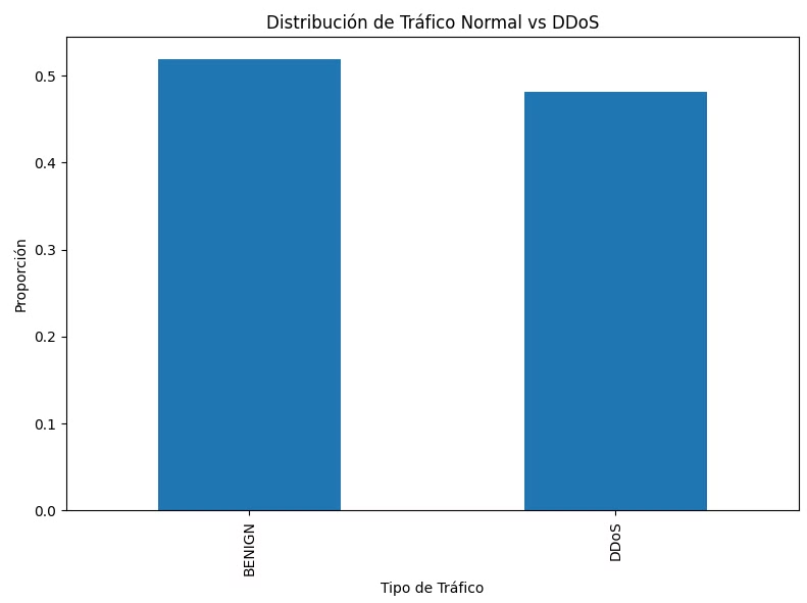 Distribución de Tráfico Normal vs DDoS
Proporción
0.5
0.4
0.3
0.2
0.1
0.0
BENIGN
DDoS
Tipo de Tráfico